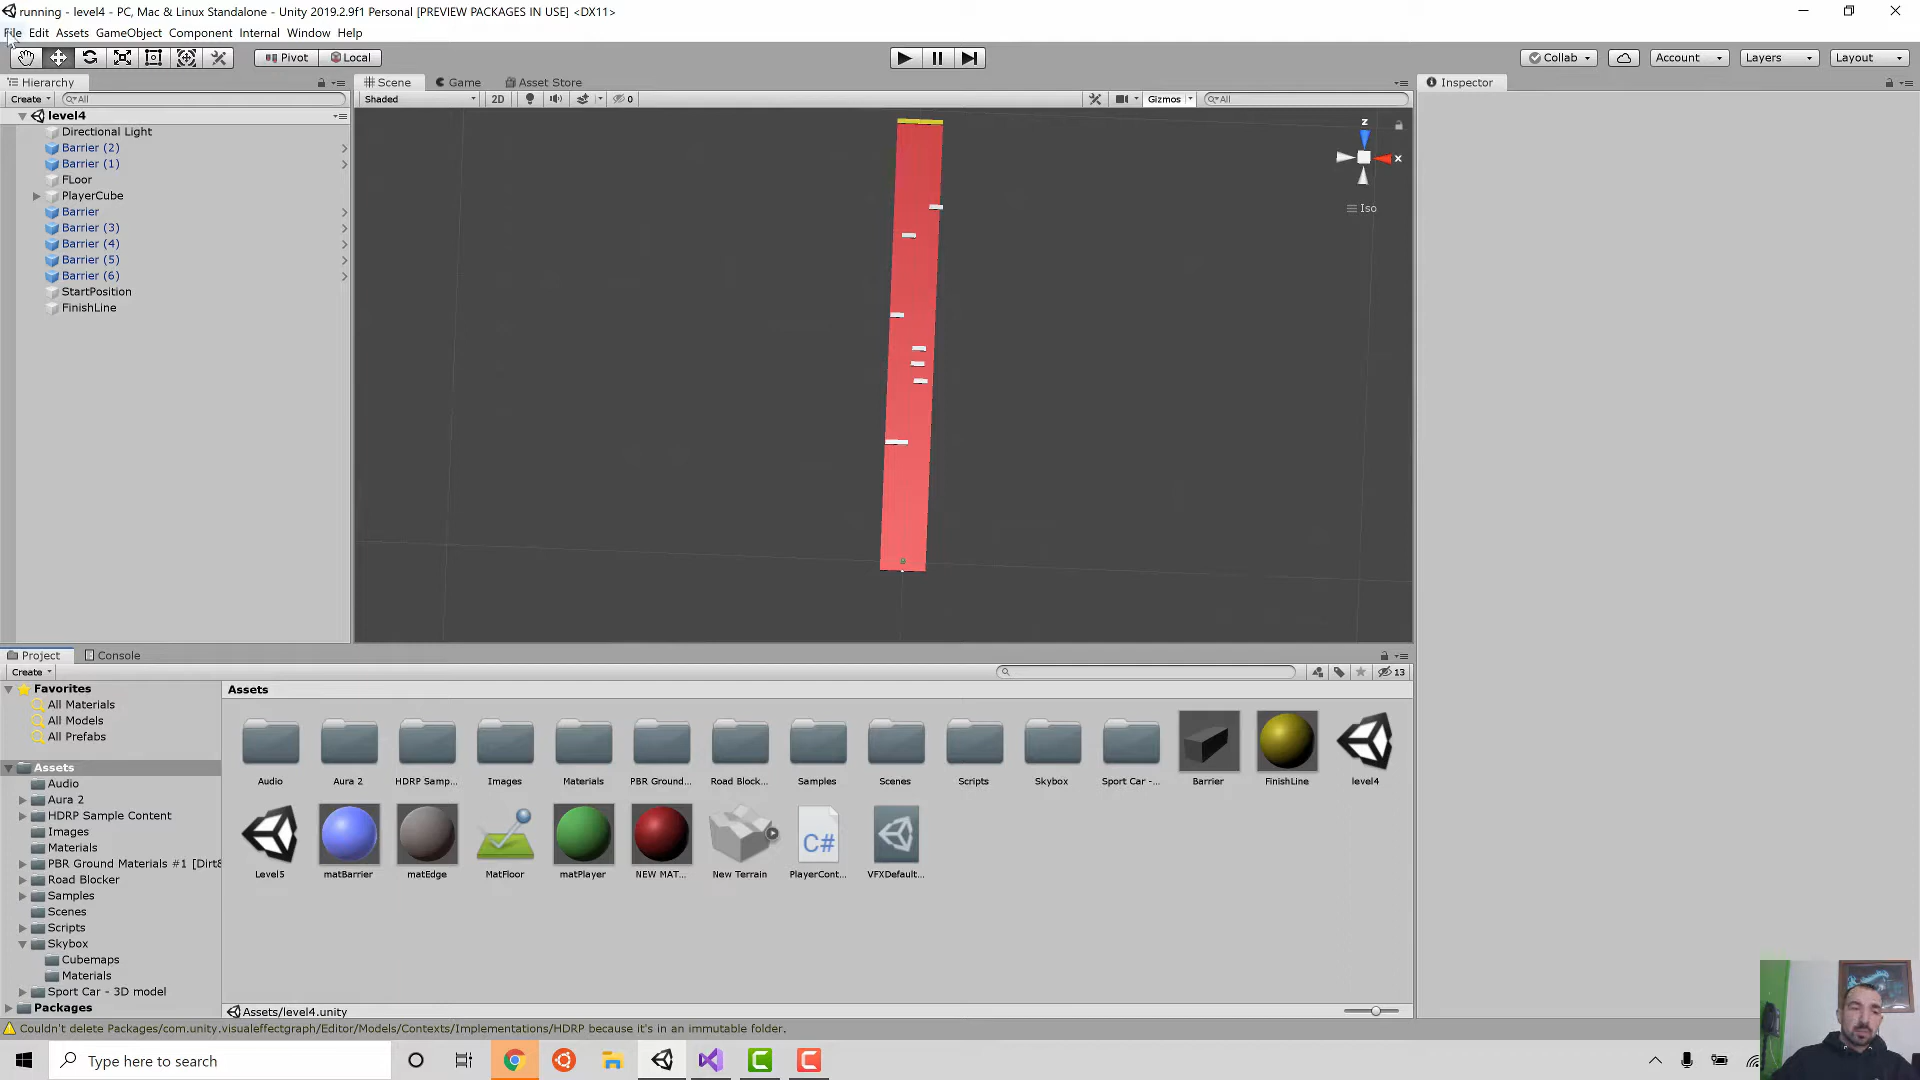 running - level4 - PC, Mac & Linux Standalone - Unity 2019.2.9f1 Personal [PREVIEW PACKAGES IN USE] <DX11>
File Edit Assets GameObject Component Internal Window Help
Pivot Local Collab Account Layers Layout
Hierarchy Scene Game Asset Store Inspector
Create All Shaded 2D 0 Gizmos All
level4
Directional Light
Barrier (2)
Barrier (1)
FLoor
PlayerCube
Barrier
Barrier (3)
Barrier (4)
Barrier (5)
Barrier (6)
StartPosition
FinishLine
z
x
Iso
Project Console
Create 13
Favorites
All Materials
All Models
All Prefabs
Assets
Audio
Aura 2
HDRP Sample Content
Images
Materials
PBR Ground Materials #1 [Dirt&
Road Blocker
Samples
Scenes
Scripts
Skybox
Cubemaps
Materials
Sport Car - 3D model
Packages
Assets
Audio Aura 2 HDRP Samp... Images Materials PBR Ground... Road Block... Samples Scenes Scripts Skybox Sport Car -... Barrier FinishLine level4
C#
Level5 matBarrier matEdge MatFloor matPlayer NEW MAT... New Terrain PlayerCont... VFXDefault...
Assets/level4.unity
Couldn't delete Packages/com.unity.visualeffectgraph/Editor/Models/Contexts/Implementations/HDRP because it's in an immutable folder.
Type here to search